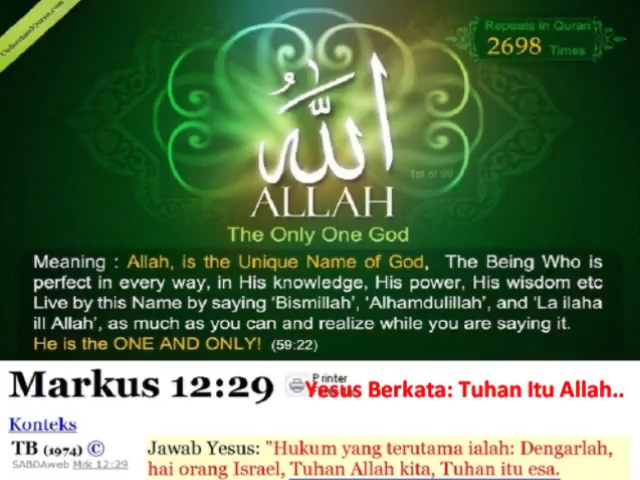 UnderstandQuran.com
Repeats in Quran
2698 Times
الله
1st of 99
ALLAH
The Only One God
Meaning : Allah, is the Unique Name of God, The Being Who is
perfect in every way, in His knowledge, His power, His wisdom etc
Live by this Name by saying 'Bismillah', 'Alhamdulillah', and 'La ilaha
ill Allah', as much as you can and realize while you are saying it.
He is the ONE AND ONLY! (59:22)
Markus 12:29 Printer
Yesus Berkata: Tuhan Itu Allah..
Konteks
TB (1974) ©
SABDAweb Mrk 12:29
Jawab Yesus: "Hukum yang terutama ialah: Dengarlah,
hai orang Israel, Tuhan Allah kita, Tuhan itu esa.